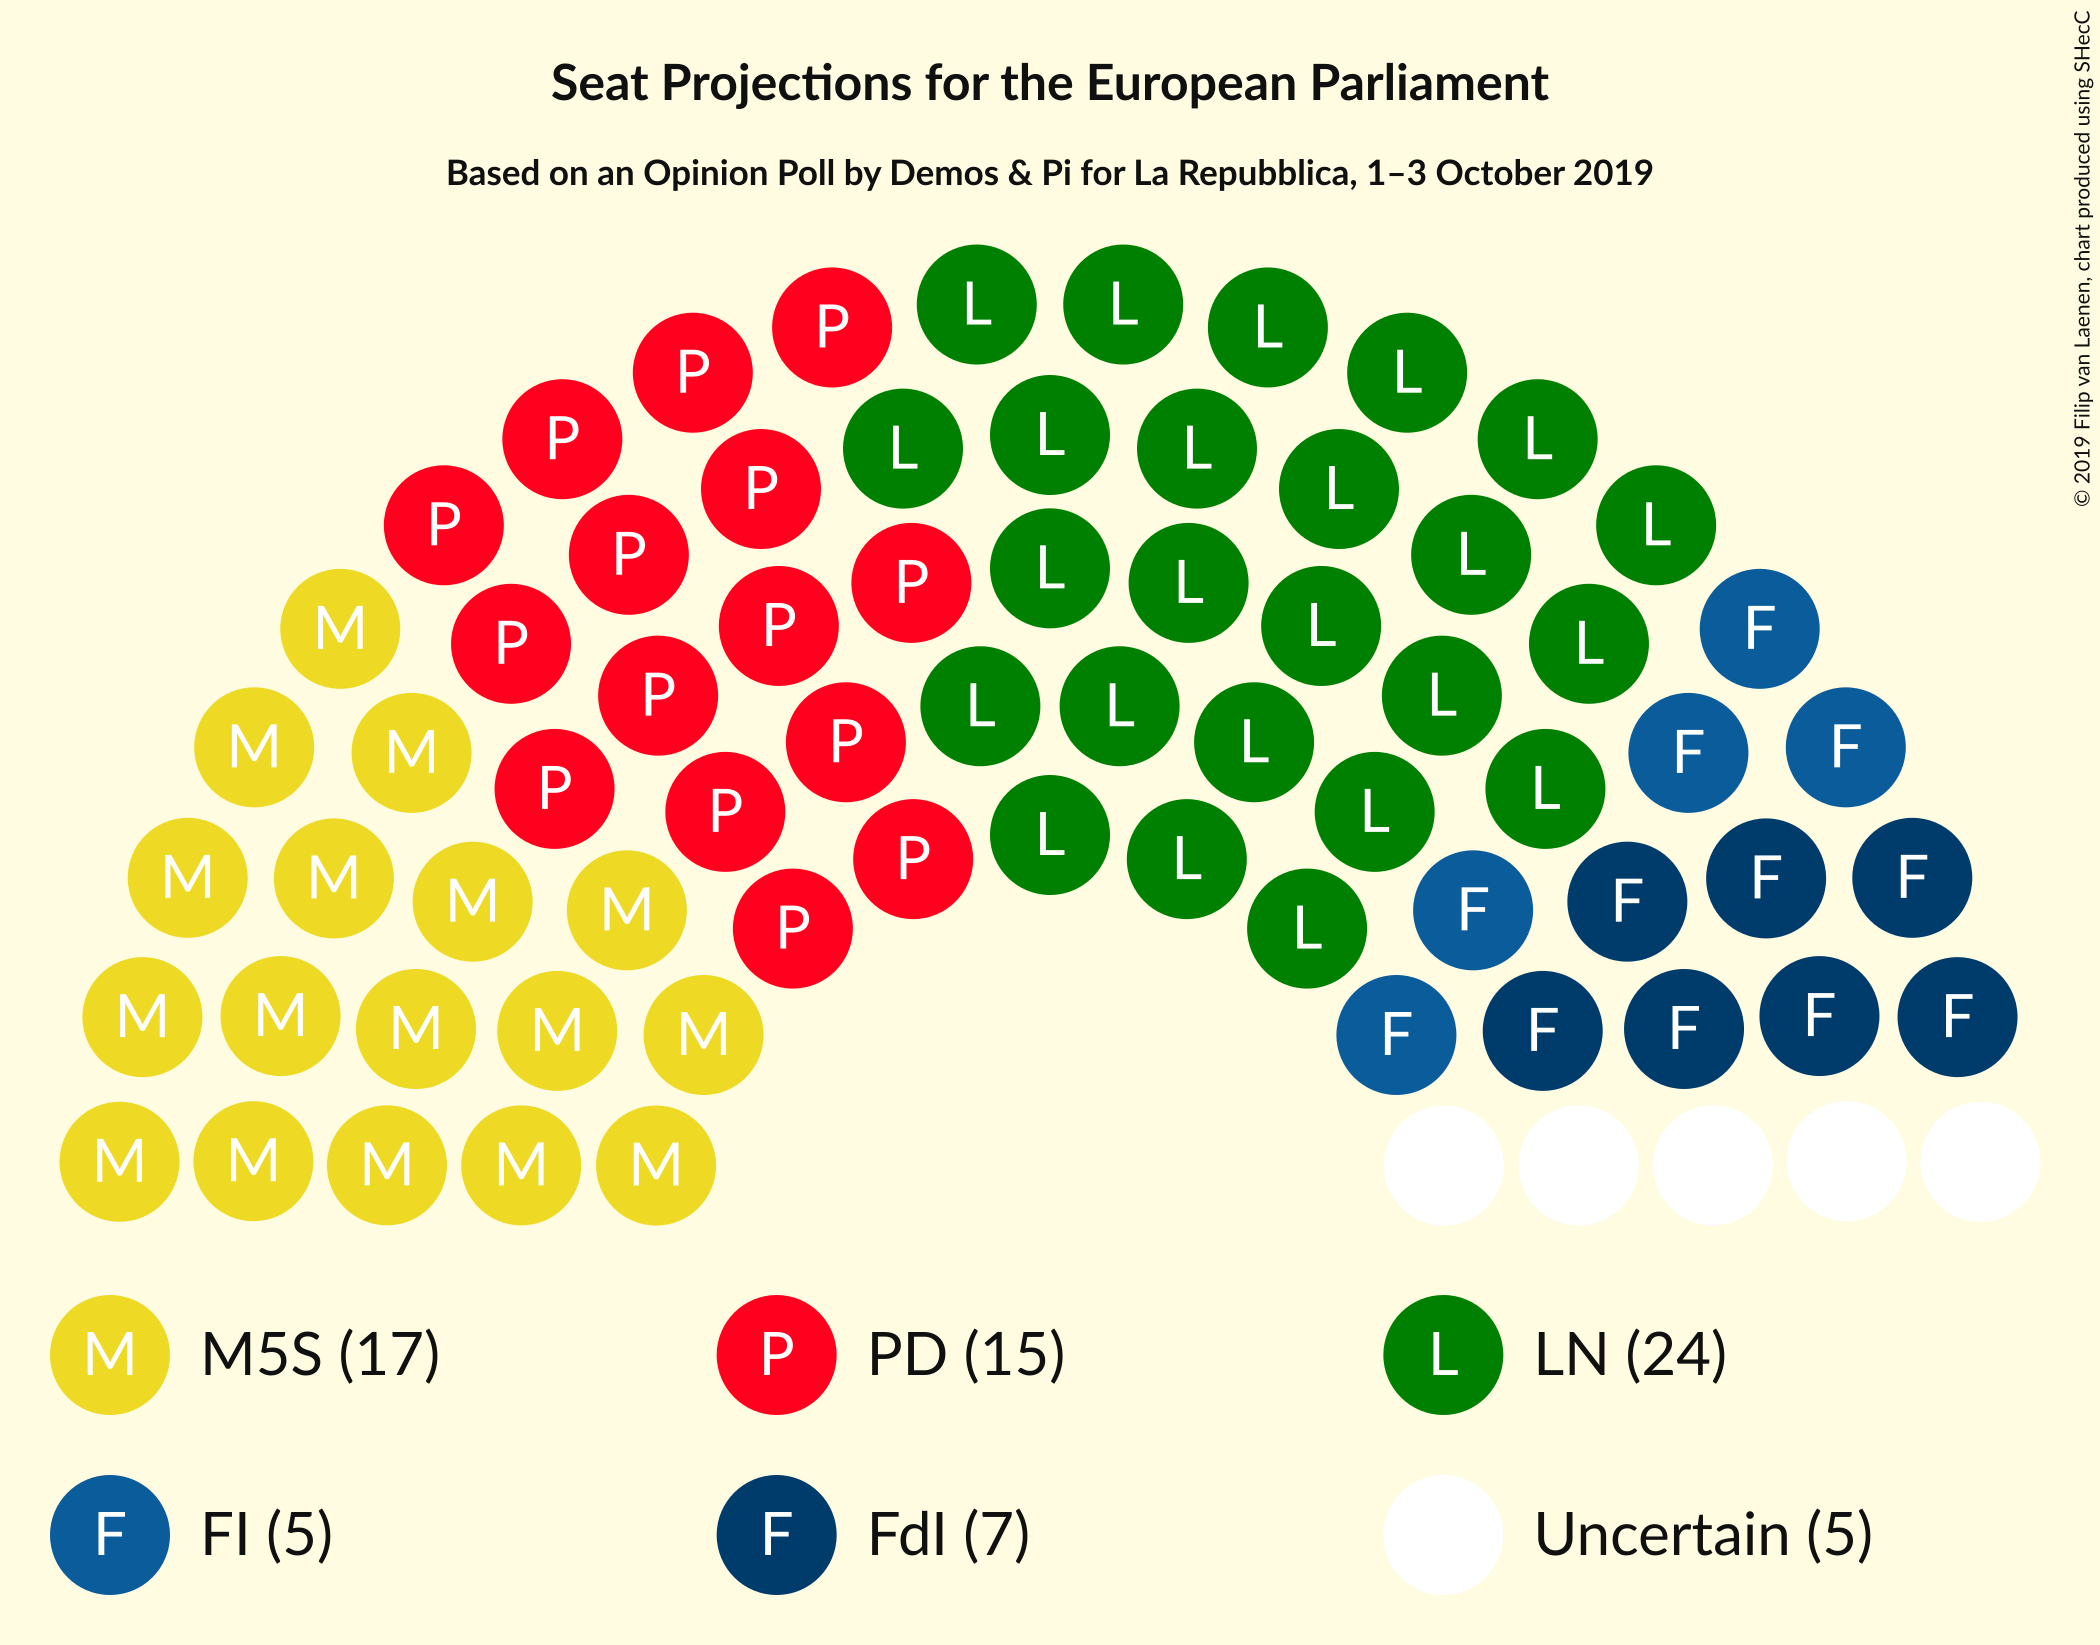 Seat Projections for the European Parliament
Based on an Opinion Poll by Demos & Pi for La Repubblica, 1–3 October 2019
© 2019 Filip van Laenen, chart produced using SHecC
L L
P L
P L
L
P L
L L
P L
P L
P L
L
P L
P L
M F
P L
P L
L L
P L
M F
M F
P L
P L
L
P L
M F
M M F F
M F
M F
P L
M M F F
M F
M F
M F
M M
M M M
M M5S (17) P PD (15) L LN (24)
F FI (5) F FdI (7) Uncertain (5)